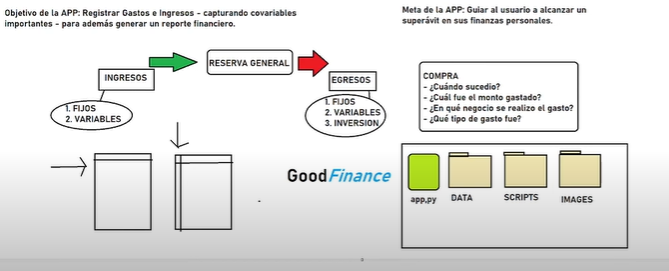 Objetivo de la APP: Registrar Gastos e Ingresos - capturando covariables
importantes - para además generar un reporte financiero.
Meta de la APP: Guiar al usuario a alcanzar un
superávit en sus finanzas personales.
INGRESOS
1. FIJOS
2. VARIABLES
RESERVA GENERAL
EGRESOS
1. FIJOS
2. VARIABLES
3. INVERSION
COMPRA
- ¿Cuándo sucedio?
- ¿Cuál fue el monto gastado?
- ¿En qué negocio se realizo el gasto?
- ¿Qué tipo de gasto fue?
GoodFinance
app.py
DATA
SCRIPTS
IMAGES